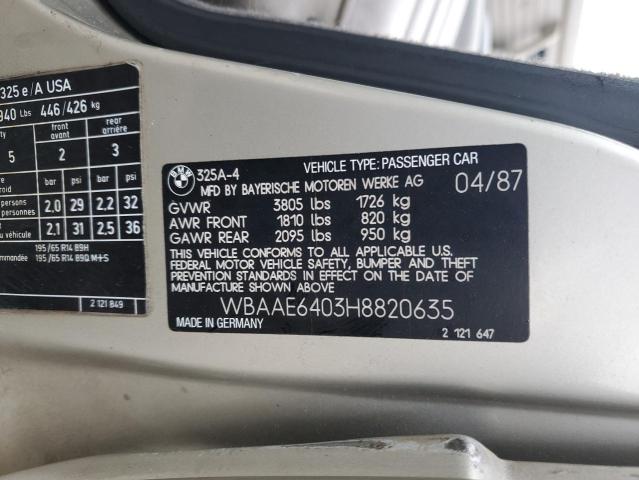 325 e/A USA
940 Lbs 446/426 kg
front rear
avant arrière
5 2 3
bar psi bar psi
personnes 2,0 29 2,2 32
personnes 2,1 31 2,5 36
195/65 R14 89H
195/65 R14 89Q M+S
2 121 849
BMW 325A-4 VEHICLE TYPE: PASSENGER CAR
MFD BY BAYERISCHE MOTOREN WERKE AG 04/87
GVWR 3805 lbs 1726 kg
AWR FRONT 1810 lbs 820 kg
GAWR REAR 2095 lbs 950 kg
THIS VEHICLE CONFORMS TO ALL APPLICABLE U.S.
FEDERAL MOTOR VEHICLE SAFETY, BUMPER AND THEFT
PREVENTION STANDARDS IN EFFECT ON THE DATE OF
MANUFACTURE SHOWN ABOVE.
WBAAE6403H8820635
MADE IN GERMANY 2 121 647